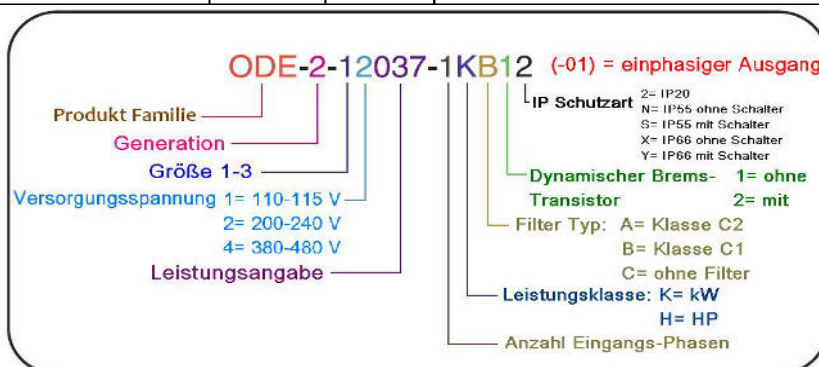 ODE-2-12037-1KB12 (-01) = einphasiger Ausgang
Produkt Familie
Generation
Größe 1-3
Versorgungsspannung 1= 110-115 V
2= 200-240 V
4= 380-480 V
Leistungsangabe
IP Schutzart 2= IP20
N= IP55 ohne Schalter
S= IP55 mit Schalter
X= IP66 ohne Schalter
Y= IP66 mit Schalter
Dynamischer Brems- 1= ohne
Transistor 2= mit
Filter Typ: A= Klasse C2
B= Klasse C1
C= ohne Filter
Leistungsklasse: K= kW
H= HP
Anzahl Eingangs-Phasen